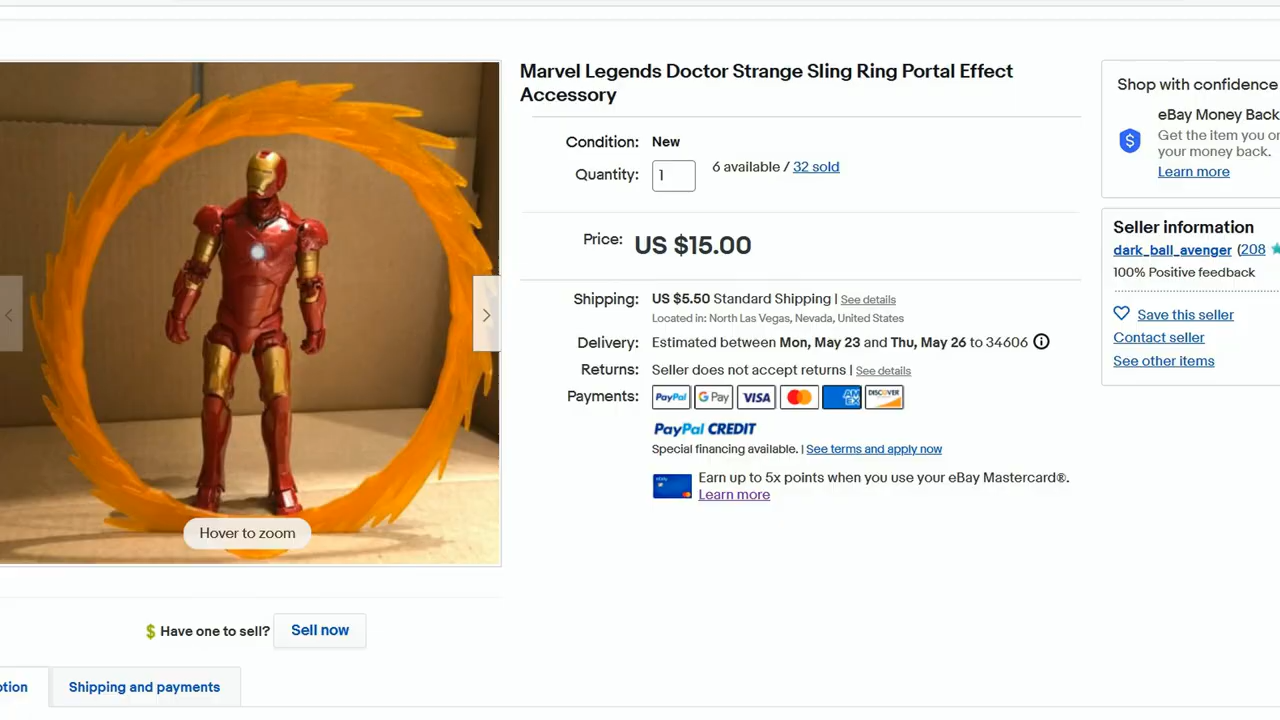 Marvel Legends Doctor Strange Sling Ring Portal Effect
Accessory
Condition: New
Quantity: 1 6 available / 32 sold
Price: US $15.00
Shipping: US $5.50 Standard Shipping | See details
Located in: North Las Vegas, Nevada, United States
Delivery: Estimated between Mon, May 23 and Thu, May 26 to 34606
Returns: Seller does not accept returns | See details
Payments: PayPal G Pay VISA AMEX DISCOVER
PayPal CREDIT
Special financing available. | See terms and apply now
Earn up to 5x points when you use your eBay Mastercard®.
Learn more
Shop with confidence
eBay Money Back
Get the item you or
your money back.
Learn more
Seller information
dark_ball_avenger (208
100% Positive feedback
Save this seller
Contact seller
See other items
Hover to zoom
Have one to sell? Sell now
ption Shipping and payments